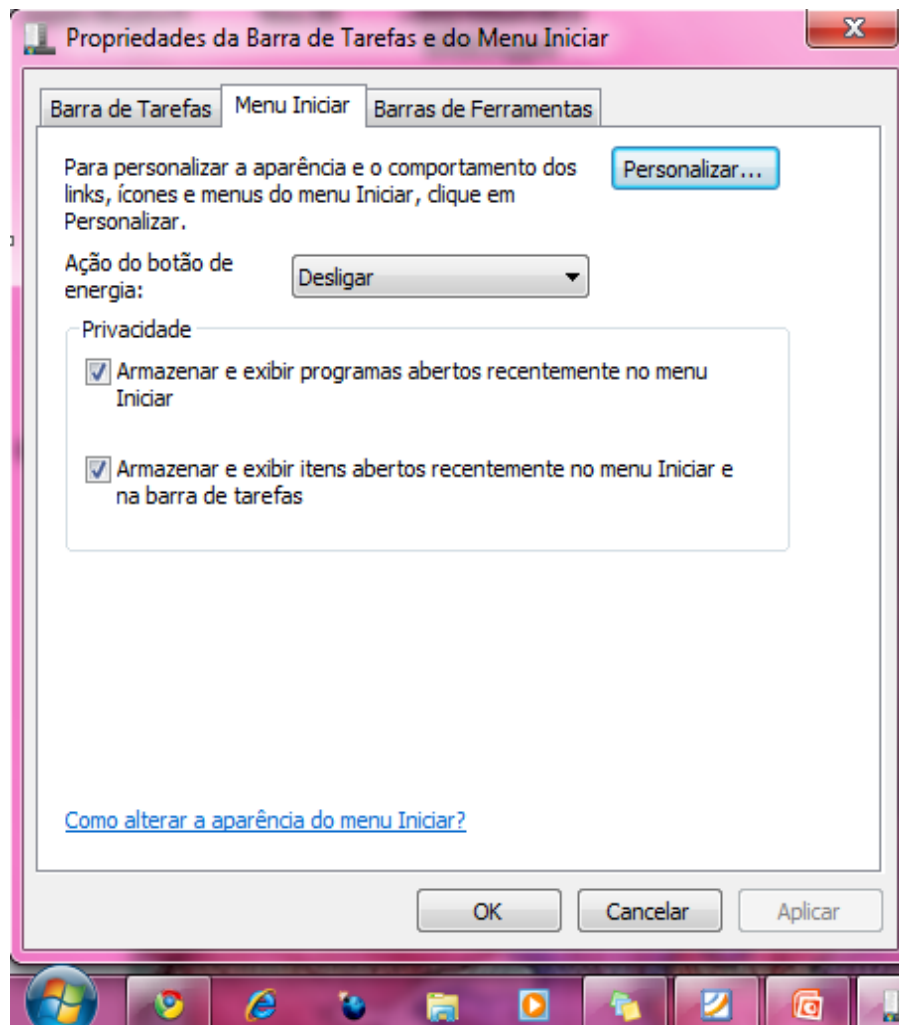 Propriedades da Barra de Tarefas e do Menu Iniciar
Barra de Tarefas
Menu Iniciar
Barras de Ferramentas
Para personalizar a aparência e o comportamento dos
links, ícones e menus do menu Iniciar, clique em
Personalizar.
Personalizar...
Ação do botão de
energia:
Desligar
Privacidade
Armazenar e exibir programas abertos recentemente no menu
Iniciar
Armazenar e exibir itens abertos recentemente no menu Iniciar e
na barra de tarefas
Como alterar a aparência do menu Iniciar?
OK
Cancelar
Aplicar